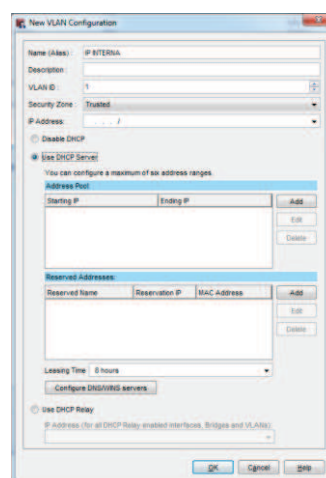 New VLAN Configuration
Name (Alias): IP INTERNA
Description:
VLAN ID: 1
Security Zone: Trusted
IP Address: . . . /
Disable DHCP
Use DHCP Server
You can configure a maximum of six address ranges.
Address Pool
Starting IP Ending IP Add
Edit
Delete
Reserved Addresses:
Reserved Name Reservation IP MAC Address Add
Edit
Delete
Leasing Time 8 hours
Configure DNS/WINS servers
Use DHCP Relay
IP Address (for all DHCP Relay enabled interfaces, Bridges and VLANs)
OK Cancel Help